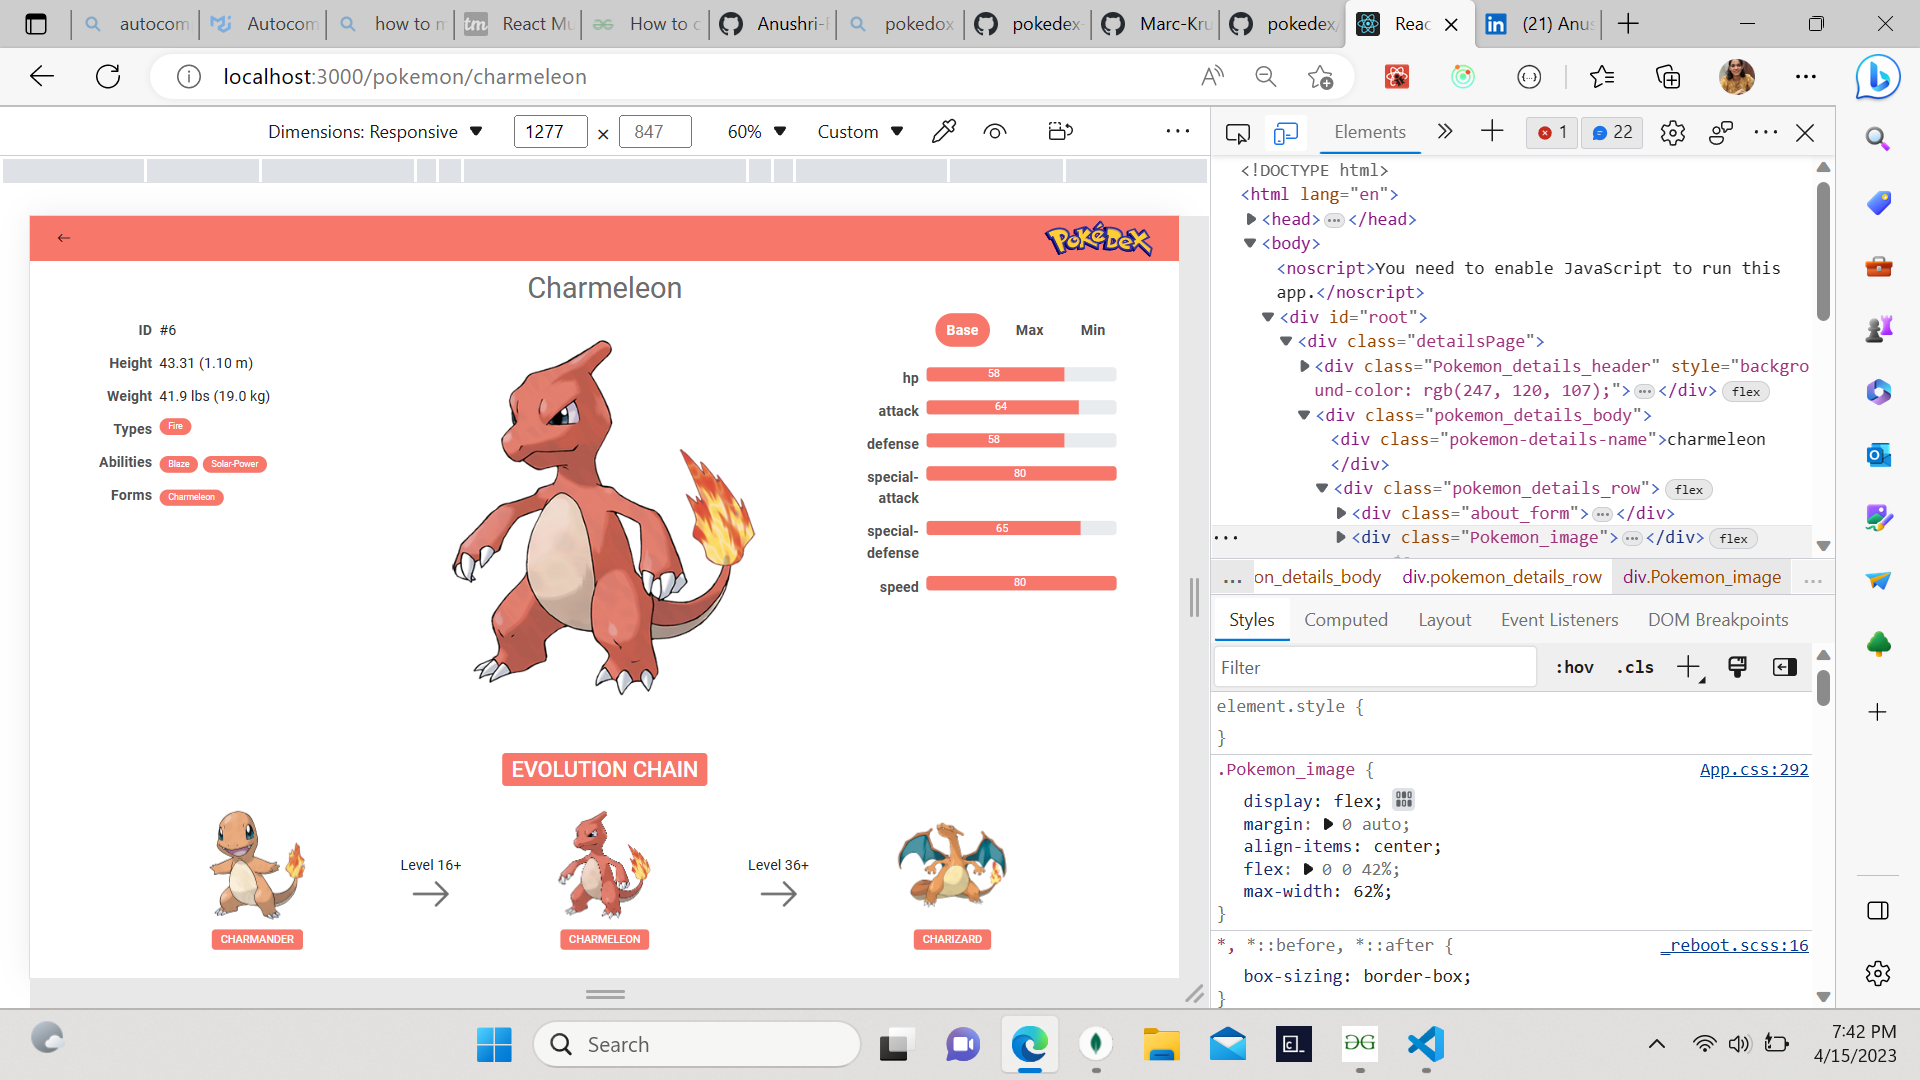 autocom
Autocom
how to m
React Mu
How to c
Anushri-
pokedox
pokedex-
Marc-Kru
pokedex/
Reac
(21) Anus
localhost:3000/pokemon/charmeleon
Dimensions: Responsive 1277 × 847 60% Custom
Elements 1 22
POKéDEX
Charmeleon
ID #6
Height 43.31 (1.10 m)
Weight 41.9 lbs (19.0 kg)
Types Fire
Abilities Blaze Solar-Power
Forms Charmeleon
Base Max Min
hp 58
attack 64
defense 58
special-attack 80
special-defense 65
speed 80
EVOLUTION CHAIN
Level 16+
Level 36+
CHARMANDER
CHARMELEON
CHARIZARD
<!DOCTYPE html>
<html lang="en">
<head> ⋯ </head>
<body>
<noscript>You need to enable JavaScript to run this
app.</noscript>
<div id="root">
<div class="detailsPage">
<div class="Pokemon_details_header" style="backgro
und-color: rgb(247, 120, 107);"> ⋯ </div> flex
<div class="pokemon_details_body">
<div class="pokemon-details-name">charmeleon
</div>
<div class="pokemon_details_row"> flex
<div class="about_form"> ⋯ </div>
<div class="Pokemon_image"> ⋯ </div> flex
... on_details_body div.pokemon_details_row div.Pokemon_image ...
Styles Computed Layout Event Listeners DOM Breakpoints
Filter :hov .cls
element.style {
}
.Pokemon_image { App.css:292
display: flex;
margin: 0 auto;
align-items: center;
flex: 0 0 42%;
max-width: 62%;
}
*, *::before, *::after { _reboot.scss:16
box-sizing: border-box;
}
Search
7:42 PM
4/15/2023